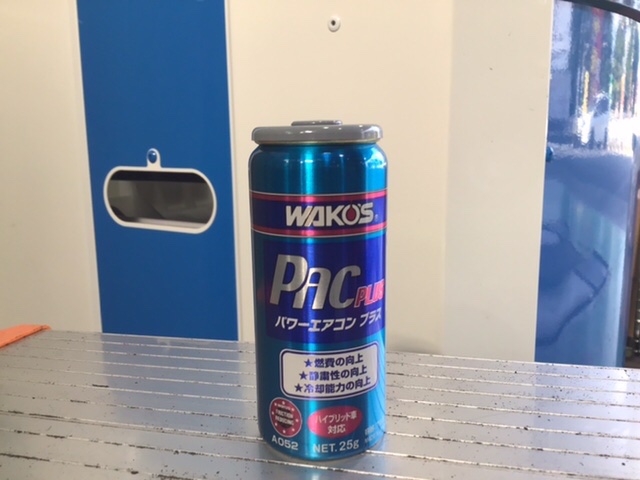 WAKO'S
PAC PLUS
パワーエアコン プラス
★燃費の向上
★静粛性の向上
★冷却能力の向上
FRICTION
REDUCING
ハイブリッド車
対応
A052
NET. 25g